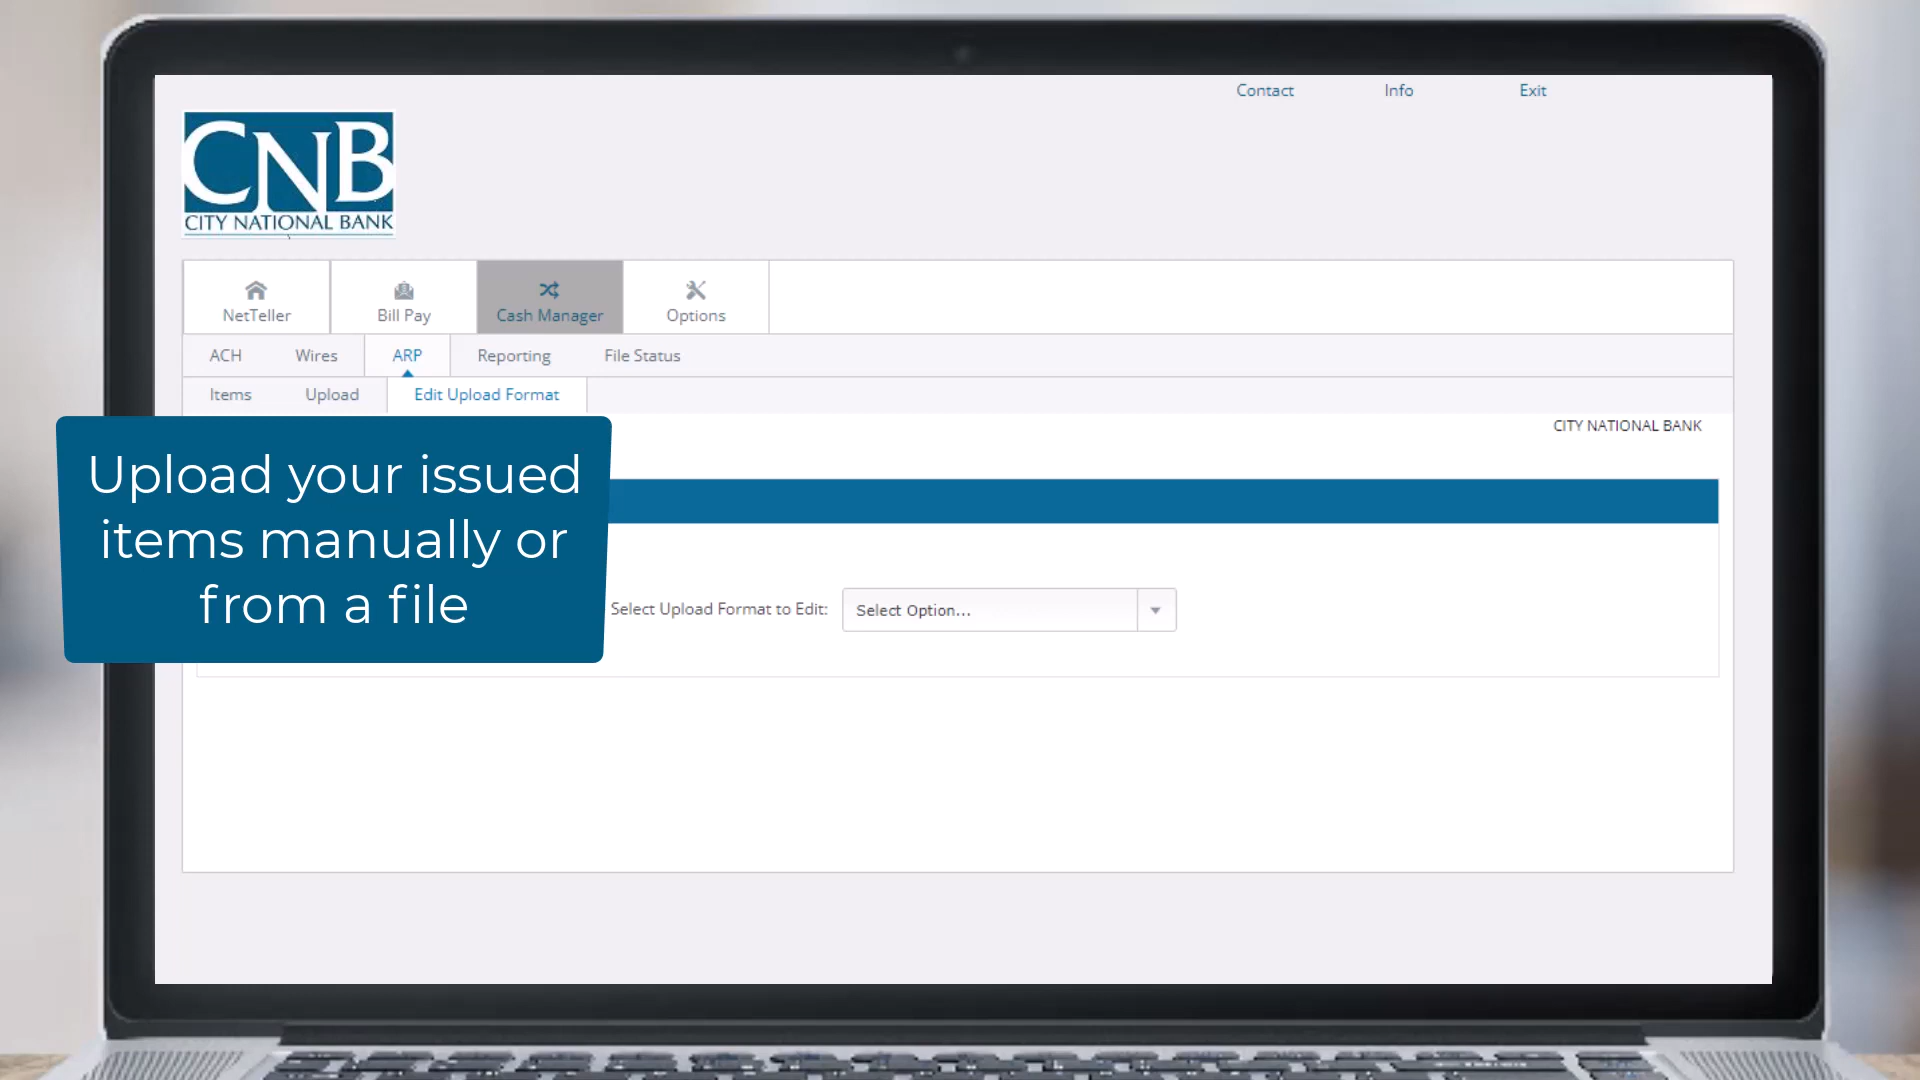 Contact Info Exit
CNB
CITY NATIONAL BANK
NetTeller Bill Pay Cash Manager Options
ACH Wires ARP Reporting File Status
Items Upload Edit Upload Format
CITY NATIONAL BANK
Upload your issued
items manually or
from a file
Select Upload Format to Edit: Select Option...